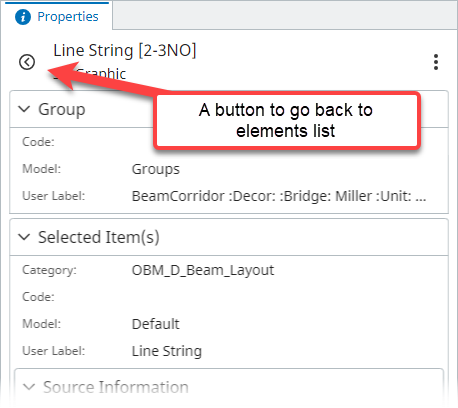 Properties
Line String [2-3NO]
Graphic
A button to go back to
elements list
Group
Code:
Model: Groups
User Label: BeamCorridor :Decor: :Bridge: Miller :Unit: ...
Selected Item(s)
Category: OBM_D_Beam_Layout
Code:
Model: Default
User Label: Line String
Source Information